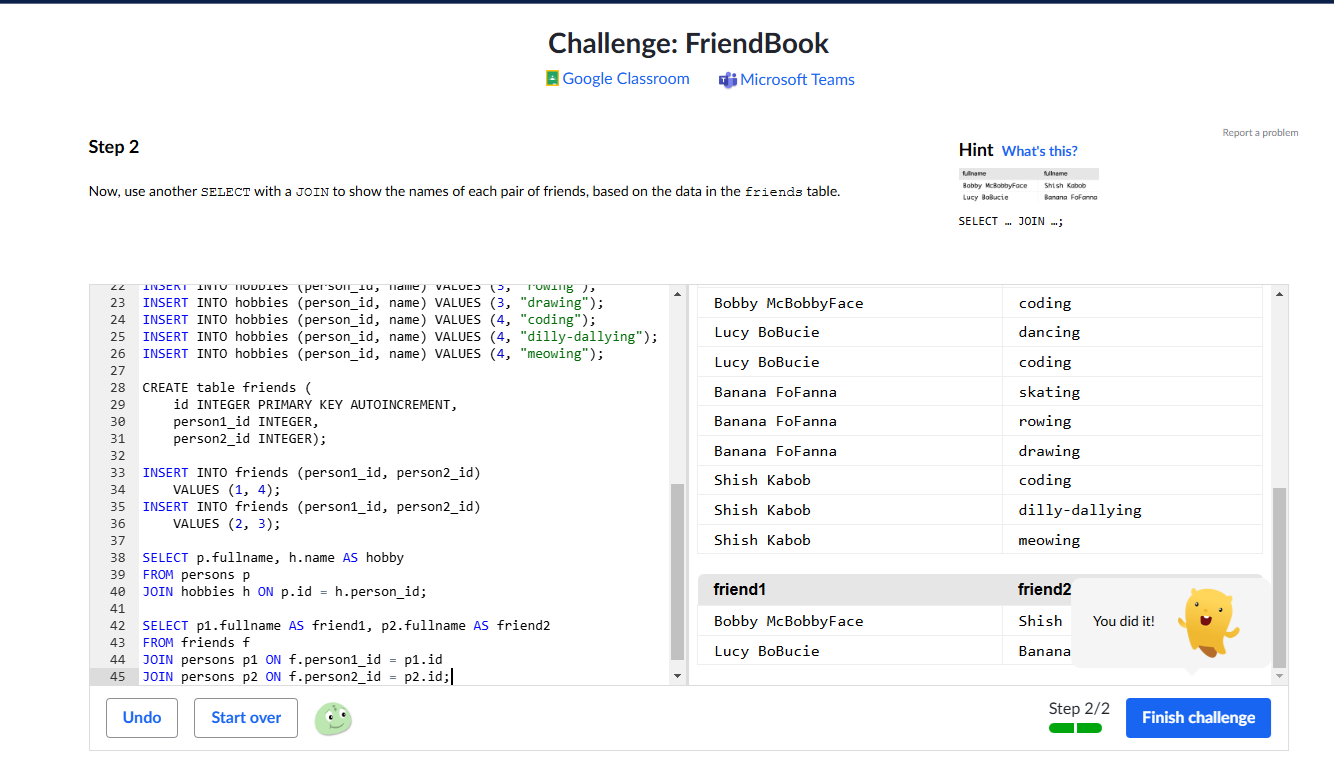 Challenge: FriendBook
Google Classroom
Microsoft Teams
Report a problem
Step 2
Now, use another SELECT with a JOIN to show the names of each pair of friends, based on the data in the friends table.
Hint What's this?
fullname fullname
Bobby McBobbyFace Shish Kabob
Lucy BoBucie Banana FoFanna
SELECT … JOIN …;
22 INSERT INTO hobbies (person_id, name) VALUES (3, "rowing");
23 INSERT INTO hobbies (person_id, name) VALUES (3, "drawing");
24 INSERT INTO hobbies (person_id, name) VALUES (4, "coding");
25 INSERT INTO hobbies (person_id, name) VALUES (4, "dilly-dallying");
26 INSERT INTO hobbies (person_id, name) VALUES (4, "meowing");
27
28 CREATE table friends (
29 id INTEGER PRIMARY KEY AUTOINCREMENT,
30 person1_id INTEGER,
31 person2_id INTEGER);
32
33 INSERT INTO friends (person1_id, person2_id)
34 VALUES (1, 4);
35 INSERT INTO friends (person1_id, person2_id)
36 VALUES (2, 3);
37
38 SELECT p.fullname, h.name AS hobby
39 FROM persons p
40 JOIN hobbies h ON p.id = h.person_id;
41
42 SELECT p1.fullname AS friend1, p2.fullname AS friend2
43 FROM friends f
44 JOIN persons p1 ON f.person1_id = p1.id
45 JOIN persons p2 ON f.person2_id = p2.id;
Bobby McBobbyFace coding
Lucy BoBucie dancing
Lucy BoBucie coding
Banana FoFanna skating
Banana FoFanna rowing
Banana FoFanna drawing
Shish Kabob coding
Shish Kabob dilly-dallying
Shish Kabob meowing
friend1 friend2
Bobby McBobbyFace Shish
Lucy BoBucie Banana
You did it!
Undo
Start over
Step 2/2
Finish challenge